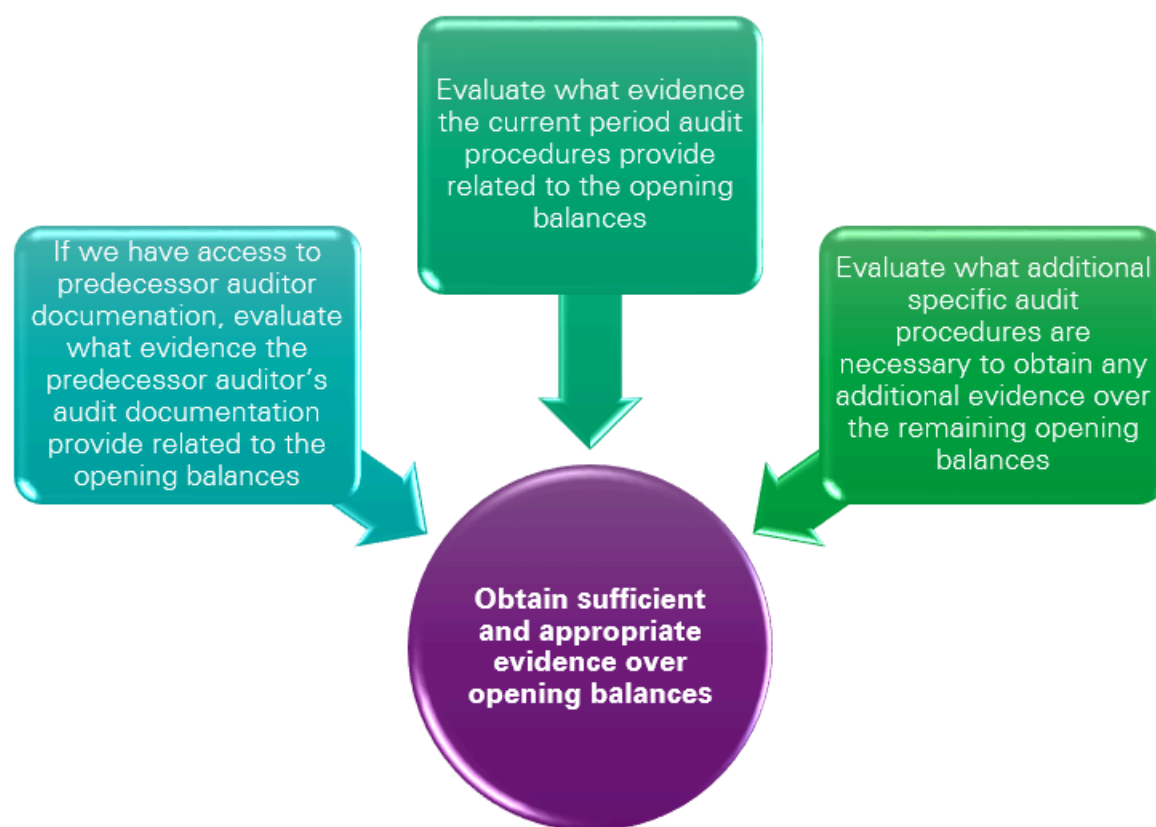 If we have access to
predecessor auditor
documenation, evaluate
what evidence the
predecessor auditor’s
audit documentation
provide related to the
opening balances
Evaluate what evidence
the current period audit
procedures provide
related to the opening
balances
Evaluate what additional
specific audit
procedures are
necessary to obtain any
additional evidence over
the remaining opening
balances
Obtain sufficient
and appropriate
evidence over
opening balances